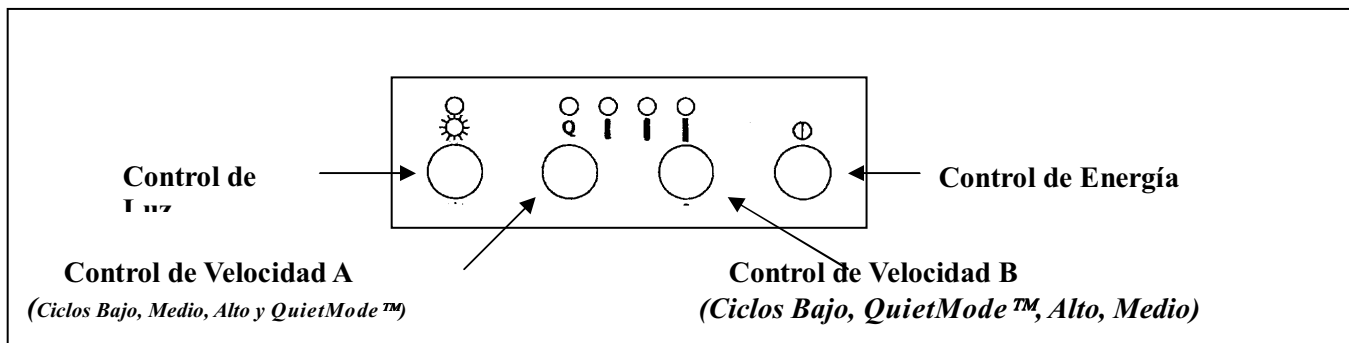 Q
Control de
Luz
Control de Energía
Control de Velocidad A
(Ciclos Bajo, Medio, Alto y QuietMode™)
Control de Velocidad B
(Ciclos Bajo, QuietMode™, Alto, Medio)